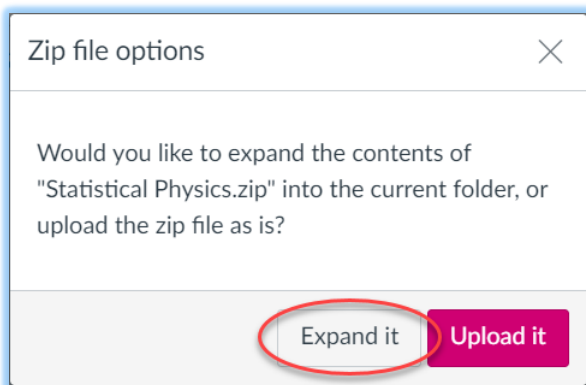 Zip file options
Would you like to expand the contents of
"Statistical Physics.zip" into the current folder, or
upload the zip file as is?
Expand it
Upload it